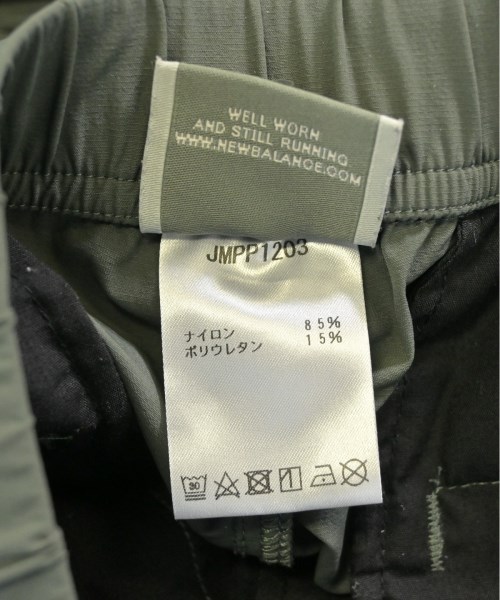 WELL WORN
AND STILL RUNNING
WWW.NEWBALANCE.COM
JMPP1203
ナイロン 85%
ポリウレタン 15%
30